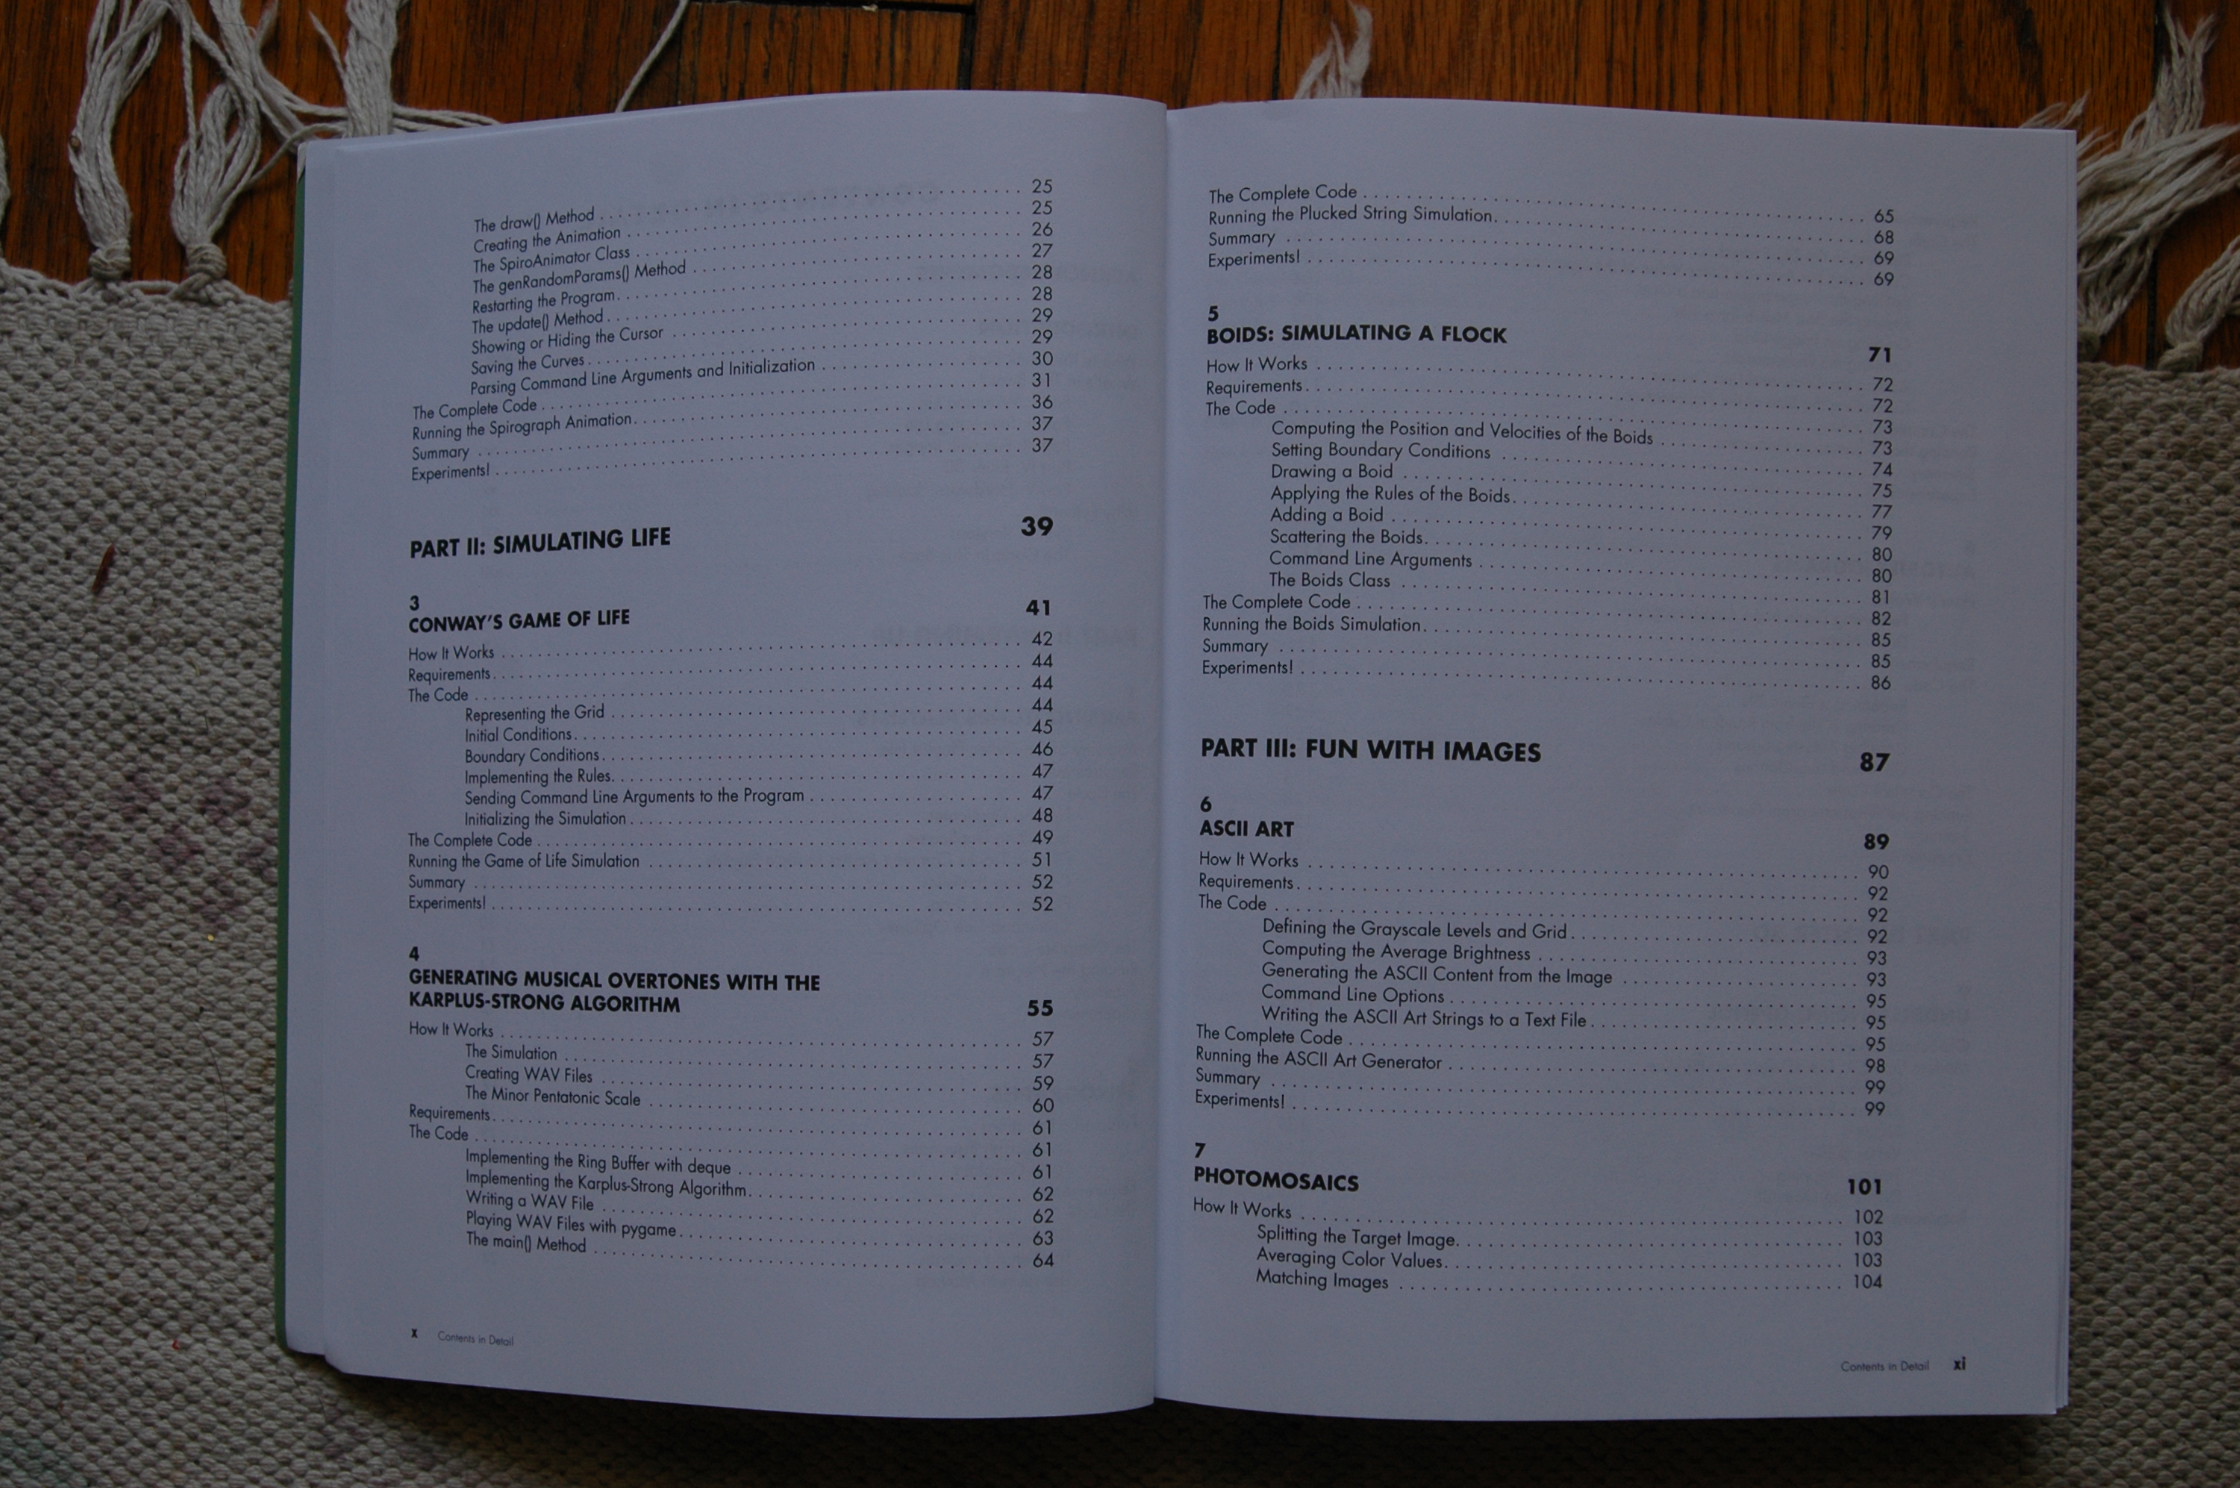 The draw() Method . . . . . 25
Creating the Animation . . . . . 25
The SpiroAnimator Class . . . . . 26
The genRandomParams() Method . . . . . 27
Restarting the Program . . . . . 28
The update() Method . . . . . 28
Showing or Hiding the Cursor . . . . . 29
Saving the Curves . . . . . 29
Parsing Command Line Arguments and Initialization . . . . . 30
The Complete Code . . . . . 31
Running the Spirograph Animation . . . . . 36
Summary . . . . . 37
Experiments! . . . . . 37
PART II: SIMULATING LIFE 39
3
CONWAY'S GAME OF LIFE 41
How It Works . . . . . 42
Requirements . . . . . 44
The Code . . . . . 44
Representing the Grid . . . . . 44
Initial Conditions . . . . . 45
Boundary Conditions . . . . . 46
Implementing the Rules . . . . . 47
Sending Command Line Arguments to the Program . . . . . 47
Initializing the Simulation . . . . . 48
The Complete Code . . . . . 49
Running the Game of Life Simulation . . . . . 51
Summary . . . . . 52
Experiments! . . . . . 52
4
GENERATING MUSICAL OVERTONES WITH THE
KARPLUS-STRONG ALGORITHM 55
How It Works . . . . . 57
The Simulation . . . . . 57
Creating WAV Files . . . . . 59
The Minor Pentatonic Scale . . . . . 60
Requirements . . . . . 61
The Code . . . . . 61
Implementing the Ring Buffer with deque . . . . . 61
Implementing the Karplus-Strong Algorithm . . . . . 62
Writing a WAV File . . . . . 62
Playing WAV Files with pygame . . . . . 63
The main() Method . . . . . 64
x Contents in Detail
The Complete Code . . . . . 65
Running the Plucked String Simulation . . . . . 68
Summary . . . . . 69
Experiments! . . . . . 69
5
BOIDS: SIMULATING A FLOCK 71
How It Works . . . . . 72
Requirements . . . . . 72
The Code . . . . . 73
Computing the Position and Velocities of the Boids . . . . . 73
Setting Boundary Conditions . . . . . 74
Drawing a Boid . . . . . 75
Applying the Rules of the Boids . . . . . 77
Adding a Boid . . . . . 79
Scattering the Boids . . . . . 80
Command Line Arguments . . . . . 80
The Boids Class . . . . . 81
The Complete Code . . . . . 82
Running the Boids Simulation . . . . . 85
Summary . . . . . 85
Experiments! . . . . . 86
PART III: FUN WITH IMAGES 87
6
ASCII ART 89
How It Works . . . . . 90
Requirements . . . . . 92
The Code . . . . . 92
Defining the Grayscale Levels and Grid . . . . . 92
Computing the Average Brightness . . . . . 93
Generating the ASCII Content from the Image . . . . . 93
Command Line Options . . . . . 95
Writing the ASCII Art Strings to a Text File . . . . . 95
The Complete Code . . . . . 95
Running the ASCII Art Generator . . . . . 98
Summary . . . . . 99
Experiments! . . . . . 99
7
PHOTOMOSAICS 101
How It Works . . . . . 102
Splitting the Target Image . . . . . 103
Averaging Color Values . . . . . 103
Matching Images . . . . . 104
Contents in Detail xi